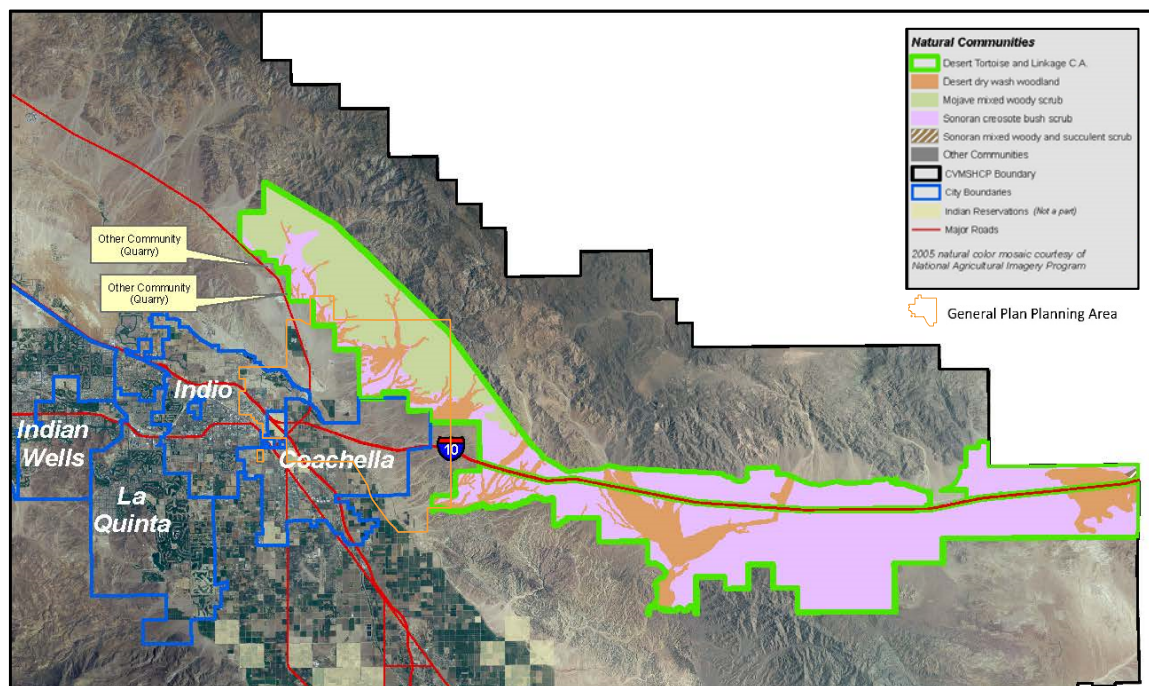 Natural Communities
Desert Tortoise and Linkage C.A.
Desert dry wash woodland
Mojave mixed woody scrub
Sonoran creosote bush scrub
Sonoran mixed woody and succulent scrub
Other Communities
CVMSHCP Boundary
City Boundaries
Indian Reservations (Not a part)
Major Roads
2005 natural color mosaic courtesy of
National Agricultural Imagery Program
General Plan Planning Area
Other Community
(Quarry)
Other Community
(Quarry)
Indio
Indian
Wells
Coachella
10
La
Quinta